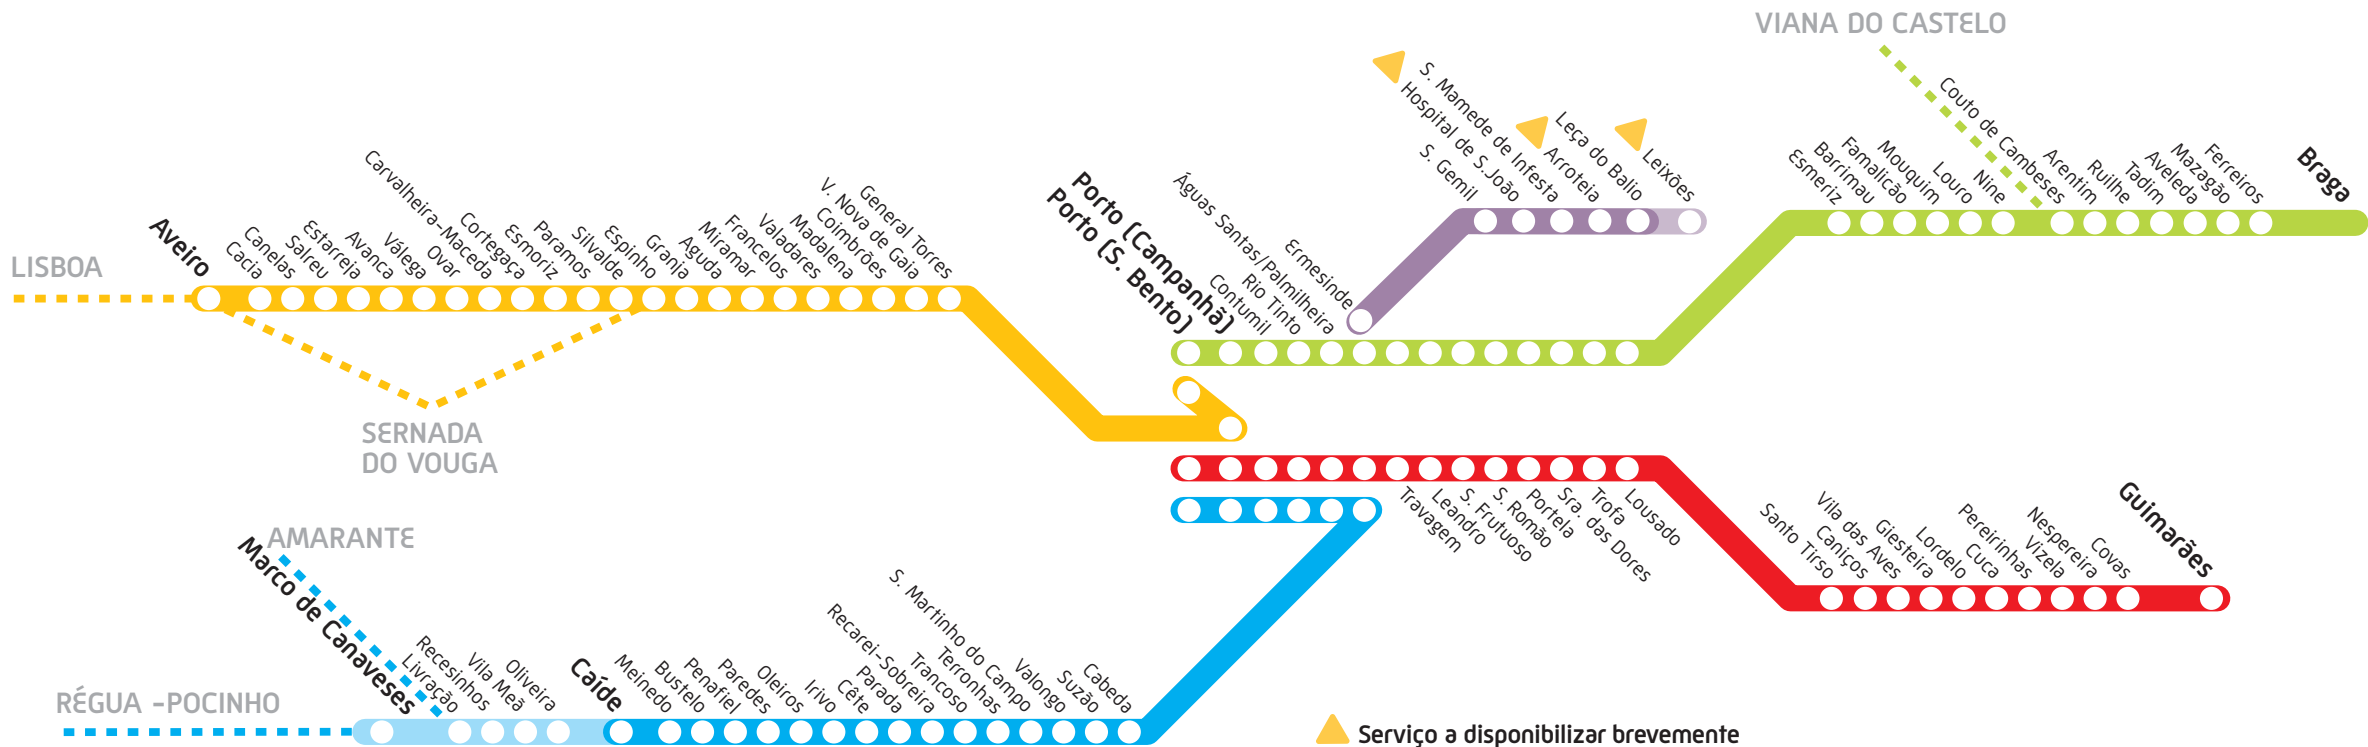 VIANA DO CASTELO
LISBOA
Aveiro
Cacia
Canelas
Salreu
Estarreja
Avanca
Válega
Ovar
Carvalheira-Maceda
Cortegaça
Esmoriz
Paramos
Silvalde
Espinho
Granja
Aguda
Miramar
Francelos
Valadares
Madalena
Coimbrões
V. Nova de Gaia
General Torres
SERNADA
DO VOUGA
Porto (S. Bento)
Porto (Campanhã)
Contumil
Rio Tinto
Águas Santas/Palmilheira
Ermesinde
S. Gemil
Hospital de S.João
S. Mamede de Infesta
Arroteia
Leça do Balio
Leixões
Esmeriz
Barrimau
Famalicão
Mouquim
Louro
Nine
Couto de Cambeses
Arentim
Ruilhe
Tadim
Aveleda
Mazagão
Ferreiros
Braga
Travagem
Leandro
S. Frutuoso
S. Romão
Portela
Sra. das Dores
Trofa
Lousado
Santo Tirso
Caniços
Vila das Aves
Giesteira
Lordelo
Cuca
Pereirinhas
Vizela
Nespereira
Covas
Guimarães
AMARANTE
RÉGUA -POCINHO
Marco de Canaveses
Livração
Recesinhos
Vila Meã
Oliveira
Caíde
Meinedo
Bustelo
Penafiel
Paredes
Oleiros
Irivo
Cête
Parada
Recarei-Sobreira
Trancoso
Terronhas
S. Martinho do Campo
Valongo
Suzão
Cabeda
Serviço a disponibilizar brevemente